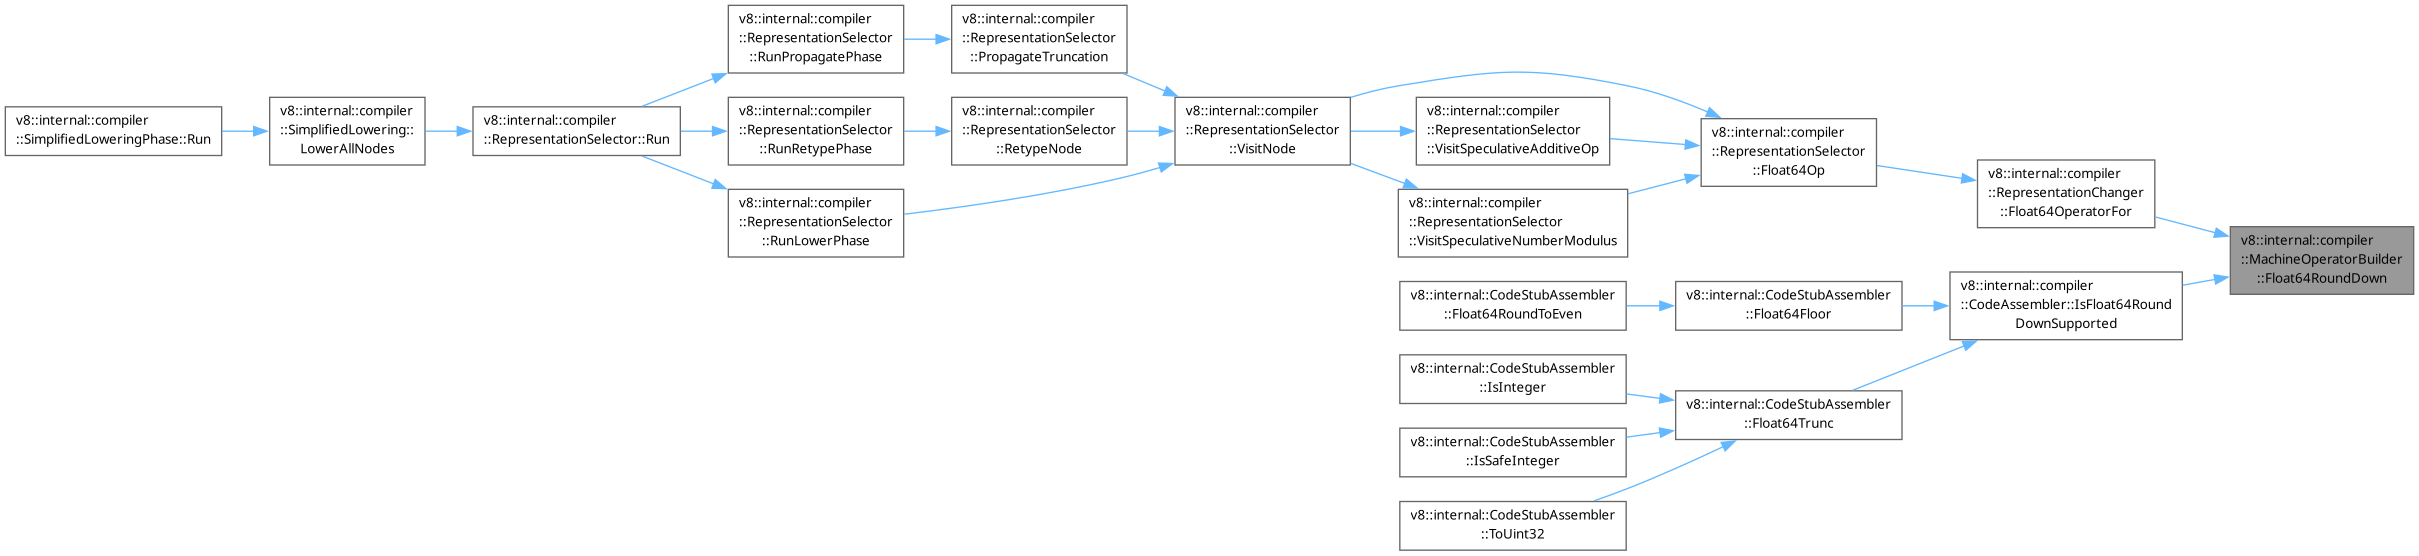 v8::internal::compiler
::SimplifiedLoweringPhase::Run
v8::internal::compiler
::SimplifiedLowering::
LowerAllNodes
v8::internal::compiler
::RepresentationSelector::Run
v8::internal::compiler
::RepresentationSelector
::RunPropagatePhase
v8::internal::compiler
::RepresentationSelector
::RunRetypePhase
v8::internal::compiler
::RepresentationSelector
::RunLowerPhase
v8::internal::compiler
::RepresentationSelector
::PropagateTruncation
v8::internal::compiler
::RepresentationSelector
::RetypeNode
v8::internal::compiler
::RepresentationSelector
::VisitNode
v8::internal::compiler
::RepresentationSelector
::VisitSpeculativeAdditiveOp
v8::internal::compiler
::RepresentationSelector
::VisitSpeculativeNumberModulus
v8::internal::CodeStubAssembler
::Float64RoundToEven
v8::internal::CodeStubAssembler
::IsInteger
v8::internal::CodeStubAssembler
::IsSafeInteger
v8::internal::CodeStubAssembler
::ToUint32
v8::internal::compiler
::RepresentationSelector
::Float64Op
v8::internal::CodeStubAssembler
::Float64Floor
v8::internal::CodeStubAssembler
::Float64Trunc
v8::internal::compiler
::RepresentationChanger
::Float64OperatorFor
v8::internal::compiler
::CodeAssembler::IsFloat64Round
DownSupported
v8::internal::compiler
::MachineOperatorBuilder
::Float64RoundDown